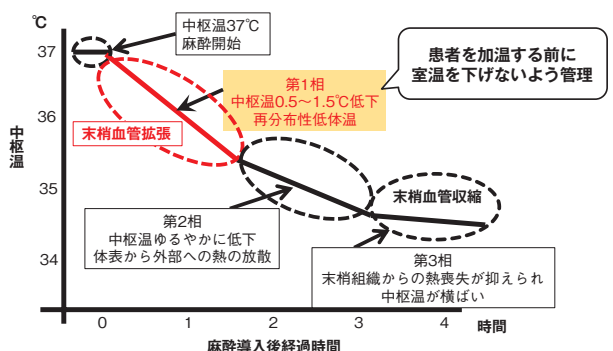 ℃
37
36
35
34
中枢温
中枢温37℃
麻酔開始
第1相
中枢温0.5～1.5℃低下
再分布性低体温
患者を加温する前に
室温を下げないよう管理
末梢血管拡張
第2相
中枢温ゆるやかに低下
体表から外部への熱の放散
末梢血管収縮
第3相
末梢組織からの熱喪失が抑えられ
中枢温が横ばい
0 1 2 3 4 時間
麻酔導入後経過時間